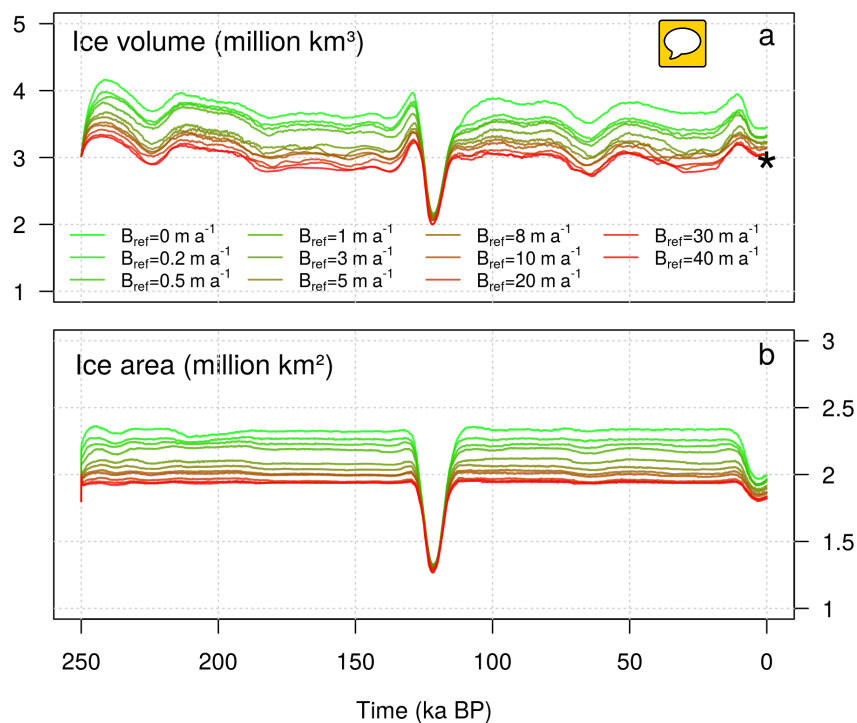 5
Ice volume (million km³)
a
4
3
*
2
B_ref=0 m a⁻¹ B_ref=1 m a⁻¹ B_ref=8 m a⁻¹ B_ref=30 m a⁻¹
B_ref=0.2 m a⁻¹ B_ref=3 m a⁻¹ B_ref=10 m a⁻¹ B_ref=40 m a⁻¹
B_ref=0.5 m a⁻¹ B_ref=5 m a⁻¹ B_ref=20 m a⁻¹
1
Ice area (million km²)
b
3
2.5
2
1.5
1
250 200 150 100 50 0
Time (ka BP)